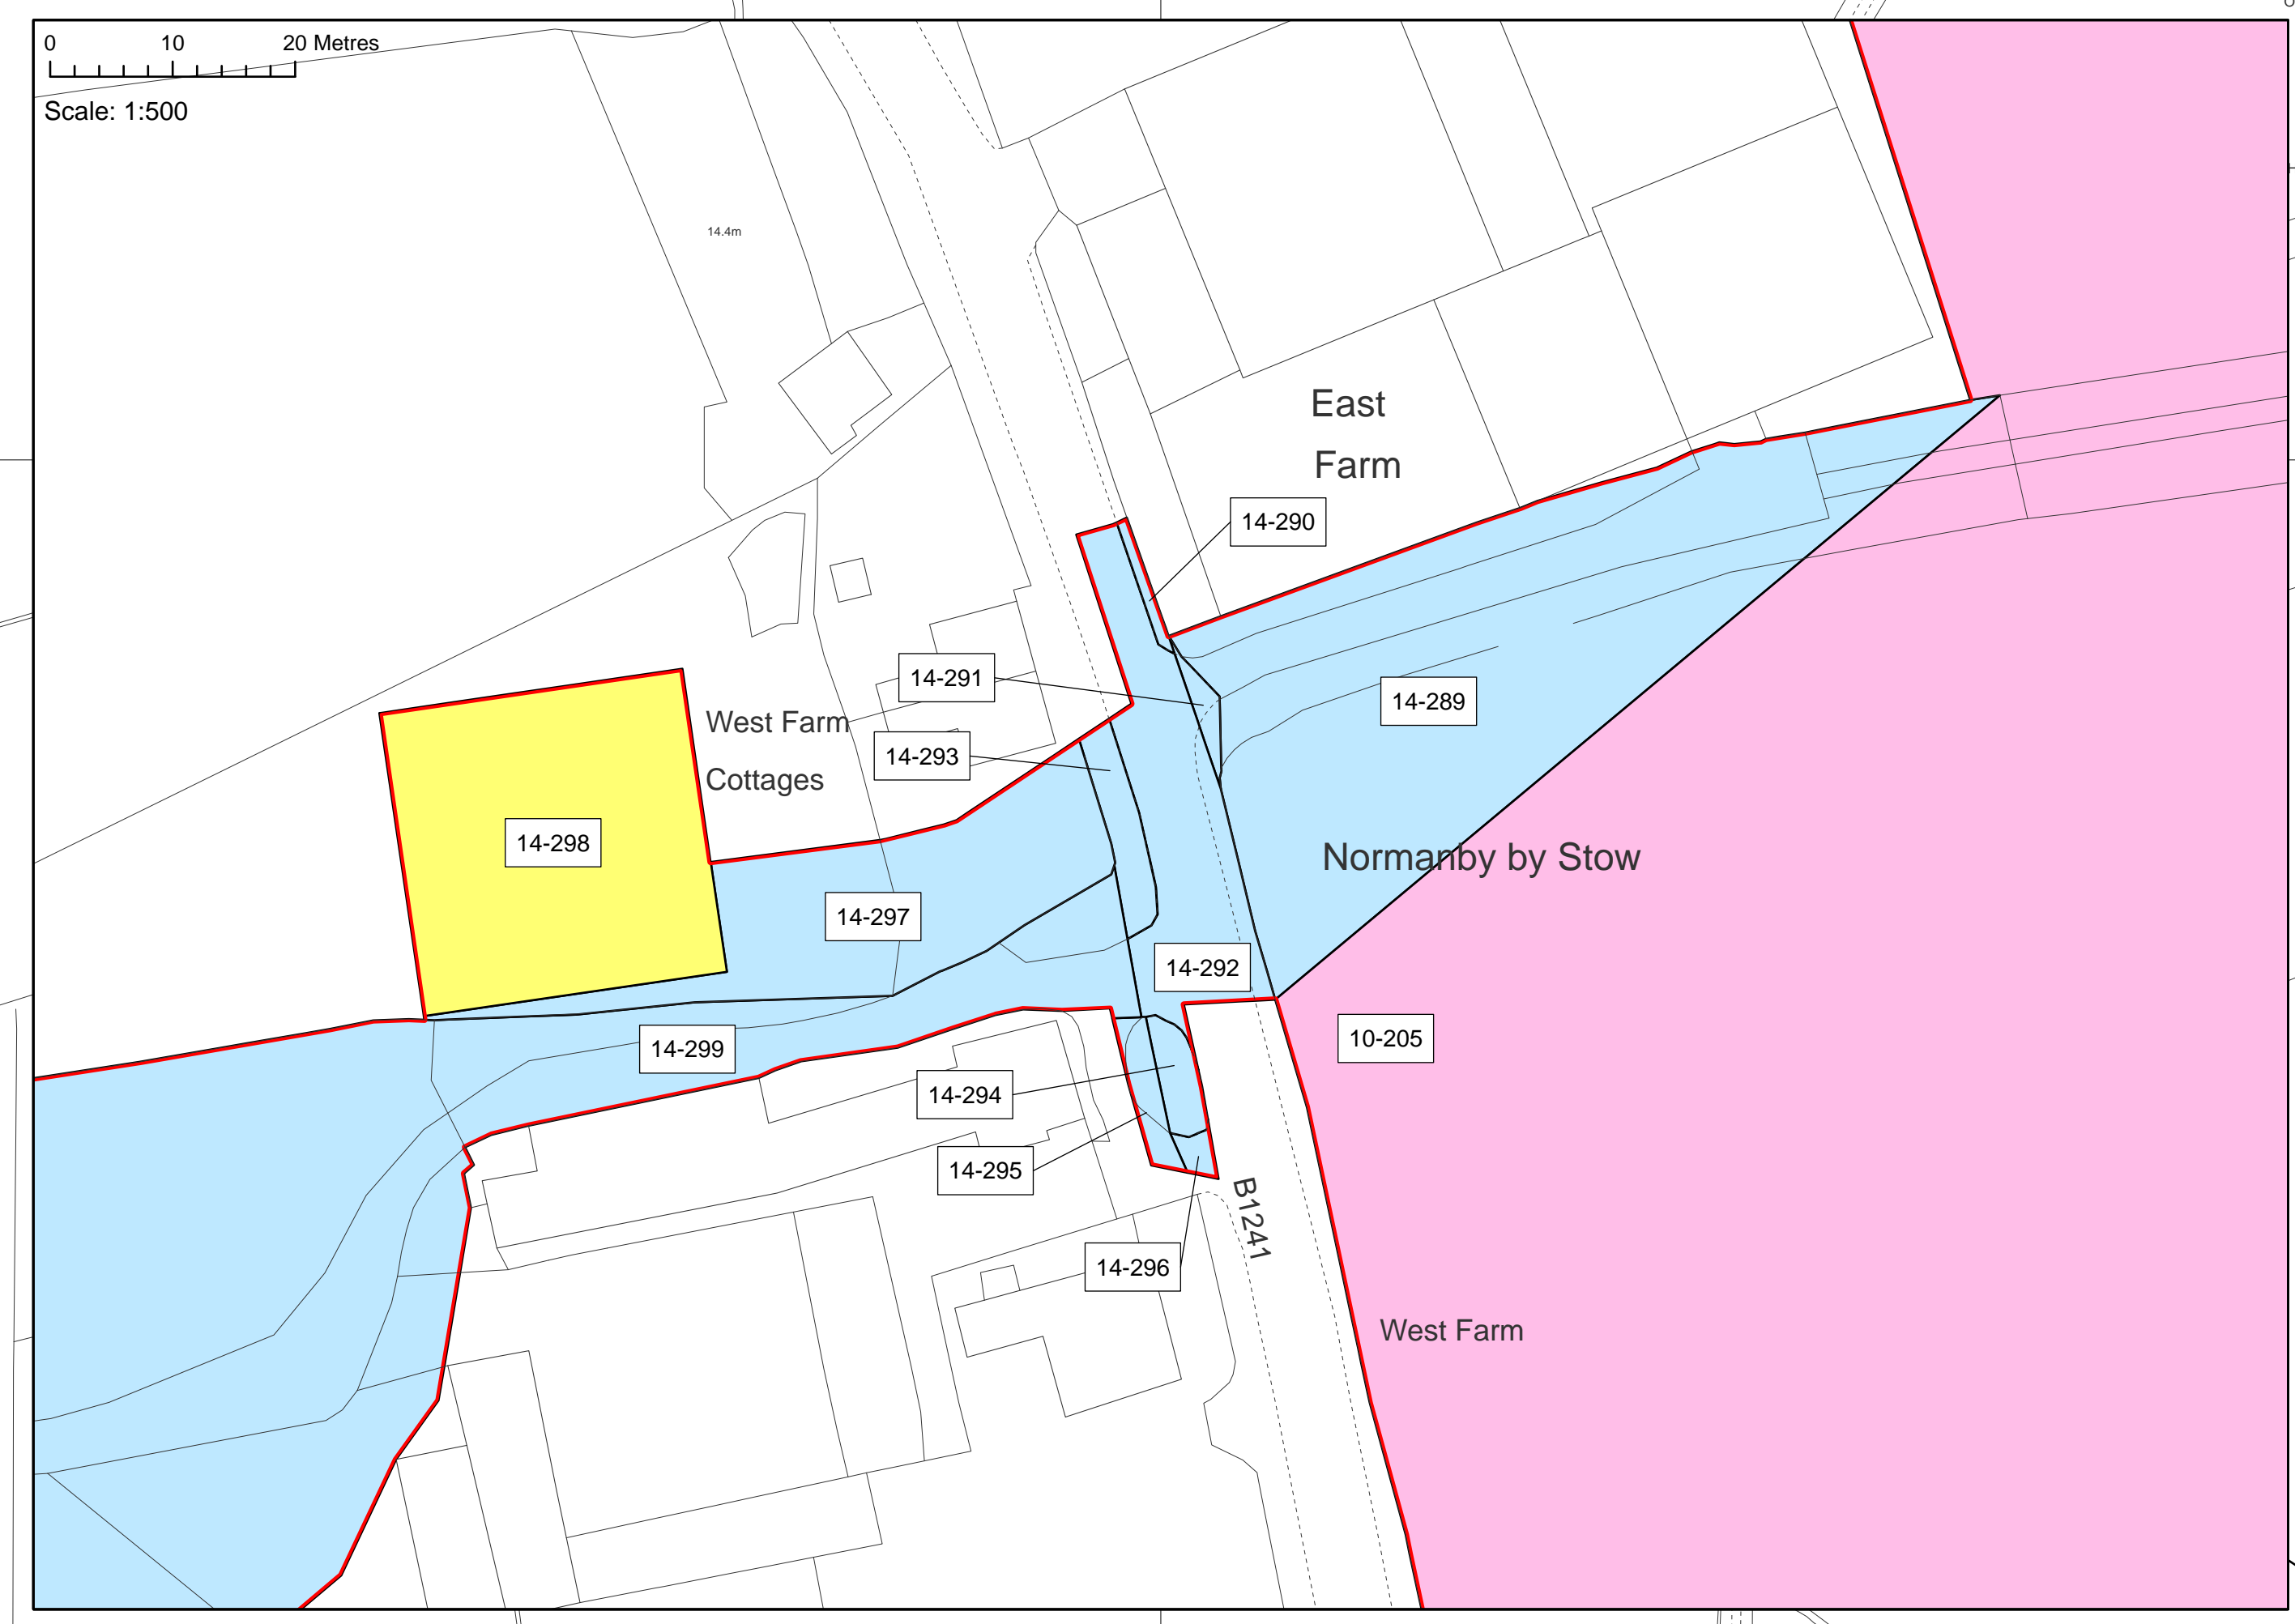 0 10 20 Metres
Scale: 1:500
14.4m
East
Farm
14-290
14-291
14-289
West Farm
14-293
Cottages
14-298
Normanby by Stow
14-297
14-292
10-205
14-299
14-294
14-295
B1241
14-296
West Farm